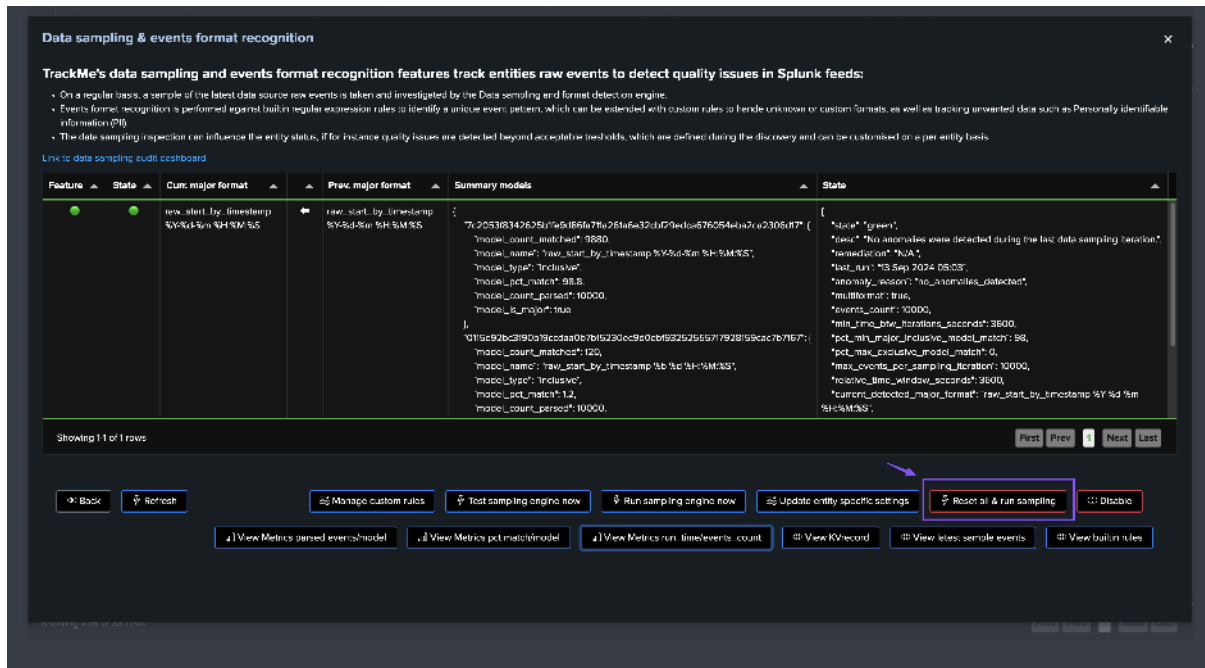 Data sampling & events format recognition
×
TrackMe's data sampling and events format recognition features track entities raw events to detect quality issues in Splunk feeds:
• On a regular basis, a sample of the latest data source raw events is taken and investigated by the Data sampling and format detection engine.
• Events format recognition is performed against builtin regular expression rules to identify a unique event pattern, which can be extended with custom rules to handle unknown or custom formats, as well as tracking unwanted data such as Personally identifiable
information (PII)
• The data sampling inspection can influence the entity status, if for instance quality issues are detected beyond acceptable tresholds, which are defined during the discovery and can be customised on a per entity basis
Link to data sampling audit dashboard
Feature State Curr. major format Prev. major format Summary models State
raw_start_by_timestamp
%Y-%d-%m %H:%M:%S
raw_start_by_timestamp
%Y-%d-%m %H:%M:%S
{
"model_count_matched": 9880,
"model_name": "raw_start_by_timestamp %Y-%d-%m %H:%M:%S",
"model_type": "inclusive",
"model_pct_match": 98.8,
"model_count_parsed": 10000,
"model_is_major": true
},
"model_count_matched": 120,
"model_name": "raw_start_by_timestamp %b %d %H:%M:%S",
"model_type": "inclusive",
"model_pct_match": 1.2,
"model_count_parsed": 10000,
{
"state": "green",
"desc": "No anomalies were detected during the last data sampling iteration.",
"remediation": "N/A",
"last_run": "13 Sep 2024 05:03",
"anomaly_reason": "no_anomalies_detected",
"multiformat": true,
"events_count": 10000,
"min_time_btw_iterations_seconds": 3600,
"pct_min_major_inclusive_model_match": 98,
"pct_max_exclusive_model_match": 0,
"max_events_per_sampling_iteration": 10000,
"relative_time_window_seconds": 3600,
"current_detected_major_format": "raw_start_by_timestamp %Y-%d-%m
%H:%M:%S",
Showing 1-1 of 1 rows
First Prev 1 Next Last
Back Refresh Manage custom rules Test sampling engine now Run sampling engine now Update entity specific settings Reset all & run sampling Disable
View Metrics parsed events/model View Metrics pct match/model View Metrics run_time/events_count View KVrecord View latest sample events View builtin rules